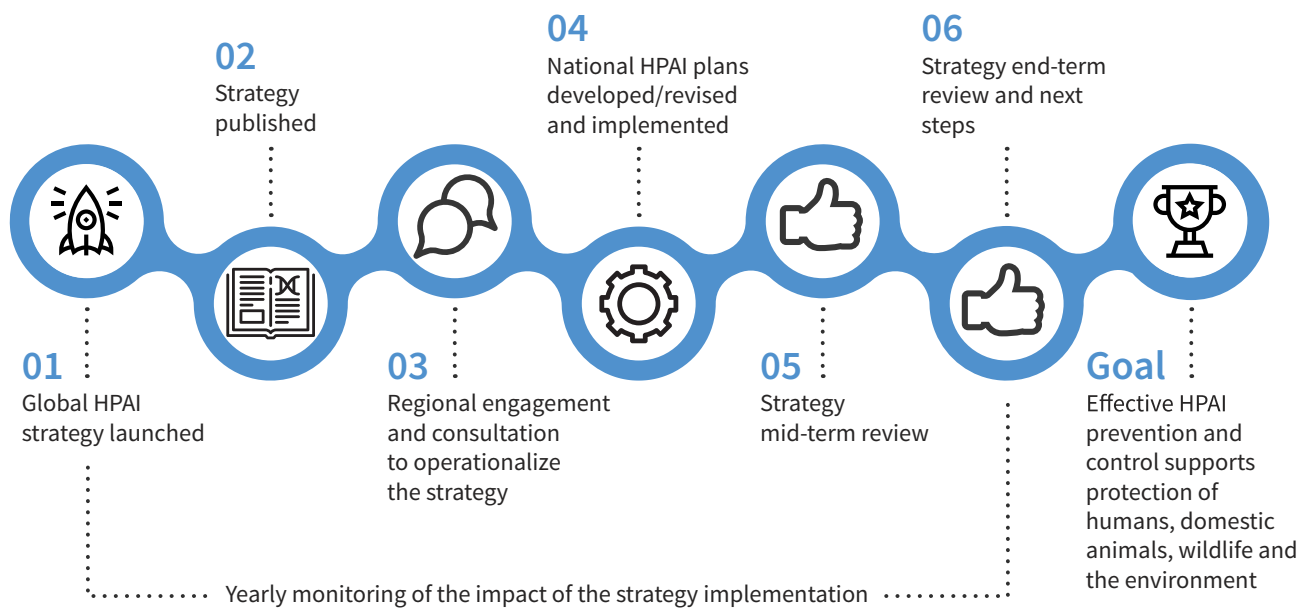 01
Global HPAI
strategy launched
02
Strategy
published
03
Regional engagement
and consultation
to operationalize
the strategy
04
National HPAI plans
developed/revised
and implemented
05
Strategy
mid-term review
06
Strategy end-term
review and next
steps
Goal
Effective HPAI
prevention and
control supports
protection of
humans, domestic
animals, wildlife and
the environment
Yearly monitoring of the impact of the strategy implementation